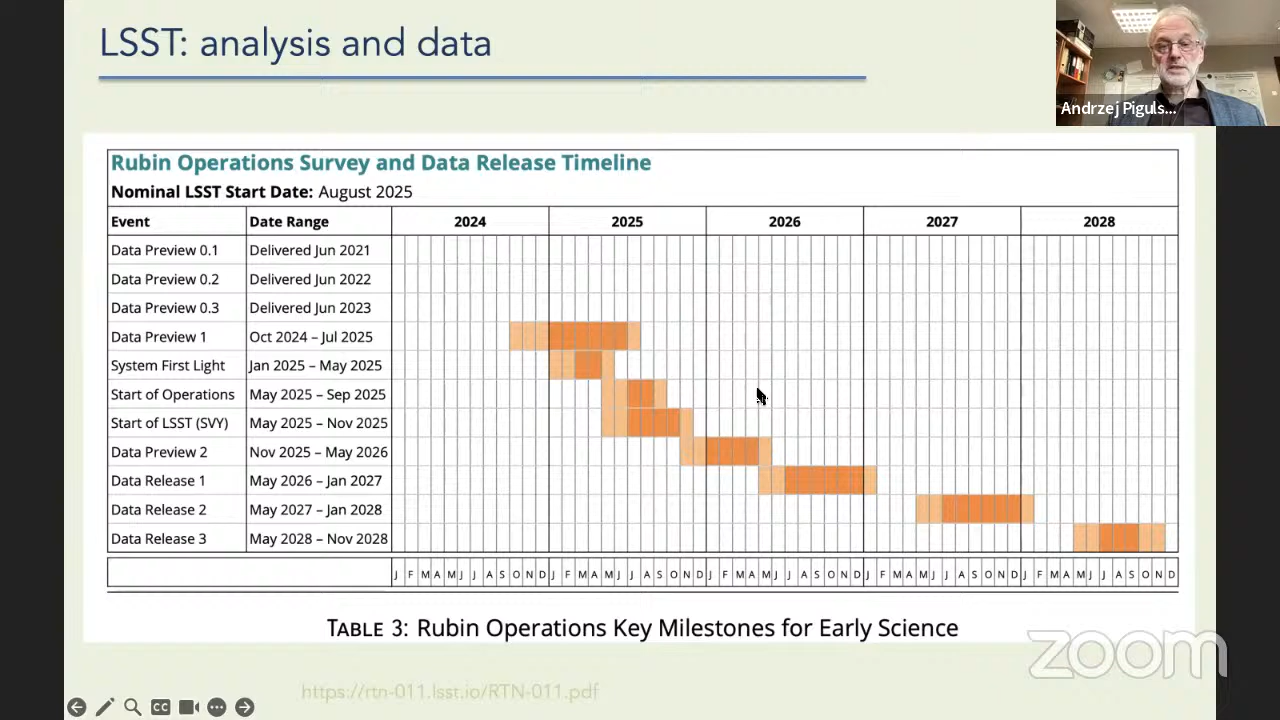 LSST: analysis and data
Andrzej Piguls...
Rubin Operations Survey and Data Release Timeline
Nominal LSST Start Date: August 2025
Event Date Range 2024 2025 2026 2027 2028
Data Preview 0.1 Delivered Jun 2021
Data Preview 0.2 Delivered Jun 2022
Data Preview 0.3 Delivered Jun 2023
Data Preview 1 Oct 2024 – Jul 2025
System First Light Jan 2025 – May 2025
Start of Operations May 2025 – Sep 2025
Start of LSST (SVY) May 2025 – Nov 2025
Data Preview 2 Nov 2025 – May 2026
Data Release 1 May 2026 – Jan 2027
Data Release 2 May 2027 – Jan 2028
Data Release 3 May 2028 – Nov 2028
J F M A M J J A S O N D J F M A M J J A S O N D J F M A M J J A S O N D J F M A M J J A S O N D J F M A M J J A S O N D
TABLE 3: Rubin Operations Key Milestones for Early Science
zoom
https://rtn-011.lsst.io/RTN-011.pdf
CC